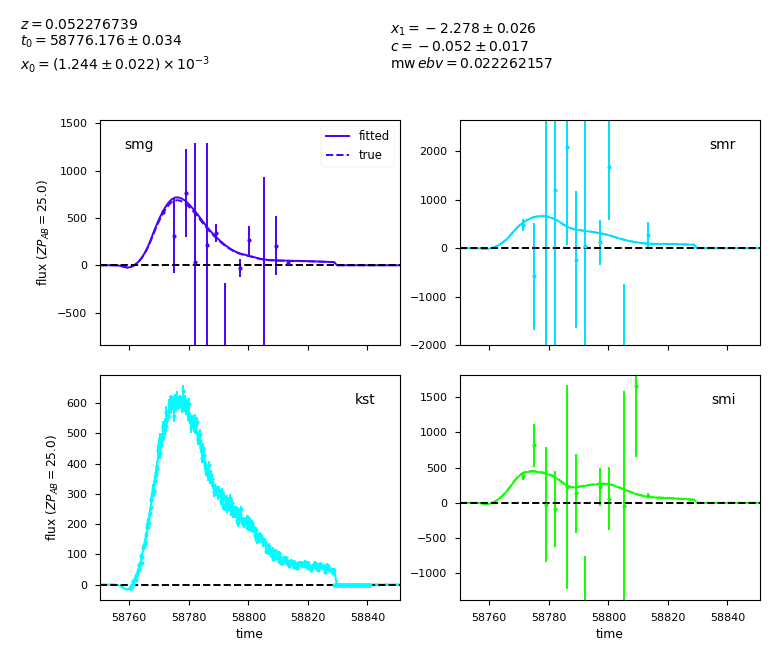 z = 0.052276739
t₀ = 58776.176 ± 0.034
x₀ = (1.244 ± 0.022) × 10⁻³
x₁ = −2.278 ± 0.026
c = −0.052 ± 0.017
mw ebv = 0.022262157
smg
fitted
true
1500
1000
500
0
−500
flux (ZP_AB = 25.0)
smr
2000
1000
0
−1000
−2000
kst
600
500
400
300
200
100
0
flux (ZP_AB = 25.0)
58760 58780 58800 58820 58840
time
smi
1500
1000
500
0
−500
−1000
58760 58780 58800 58820 58840
time